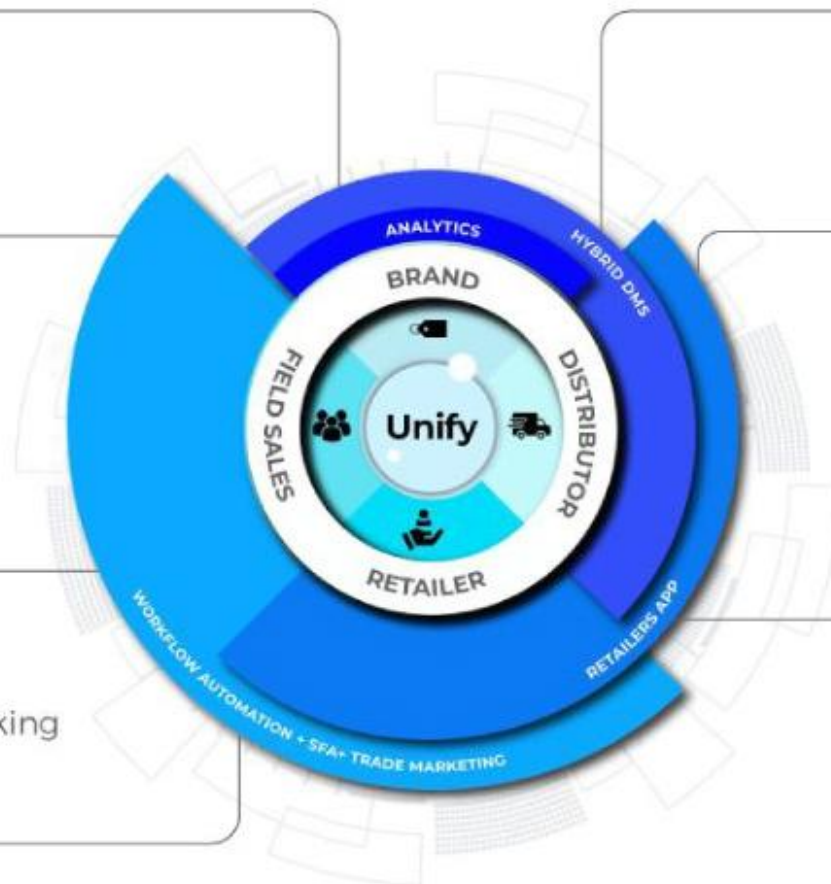 ANALYTICS
HYBRID DMS
BRAND
FIELD SALES
Unify
DISTRIBUTOR
RETAILER
RETAILERS APP
WORKFLOW AUTOMATION + SFA+ TRADE MARKETING
king